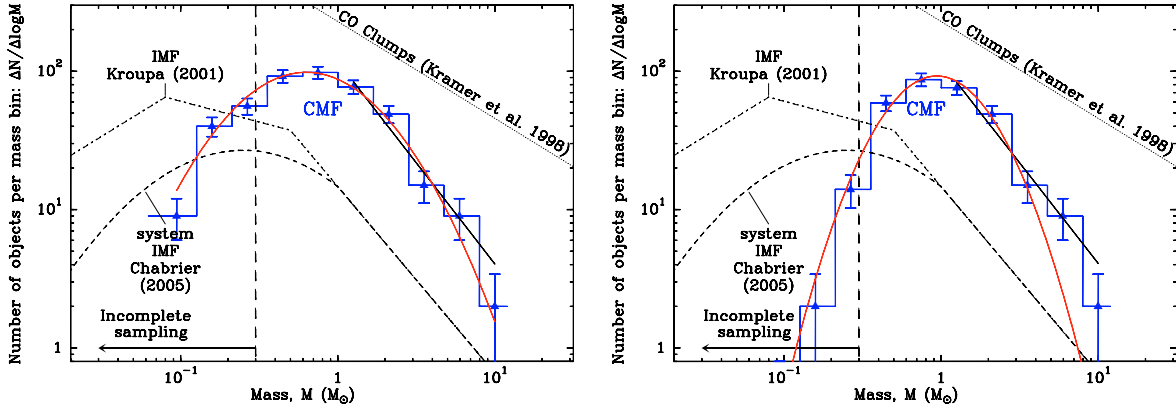 Number of objects per mass bin: ΔN/ΔlogM
10²
10
1
IMF
Kroupa (2001)
CO Clumps (Kramer et al. 1998)
CMF
system
IMF
Chabrier
(2005)
Incomplete
sampling
10⁻¹
1
10¹
Mass, M (M☉)
Number of objects per mass bin: ΔN/ΔlogM
10²
10¹
1
IMF
Kroupa (2001)
CO Clumps (Kramer et al. 1998)
CMF
system
IMF
Chabrier
(2005)
Incomplete
sampling
10⁻¹
1
10¹
Mass, M (M☉)